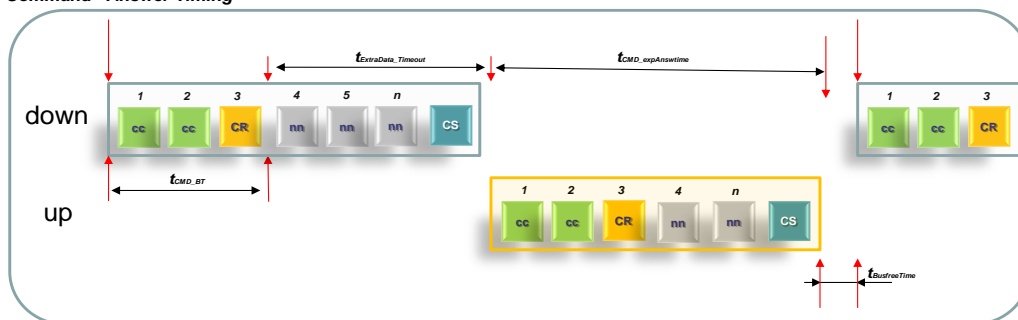 Command - Answer Timing
tExtraData_Timeout
tCMD_expAnswtime
down
1 2 3 4 5 n
cc cc CR nn nn nn CS
1 2 3
cc cc CR
tCMD_BT
up
1 2 3 4 n
cc cc CR nn nn CS
tBusfreeTime